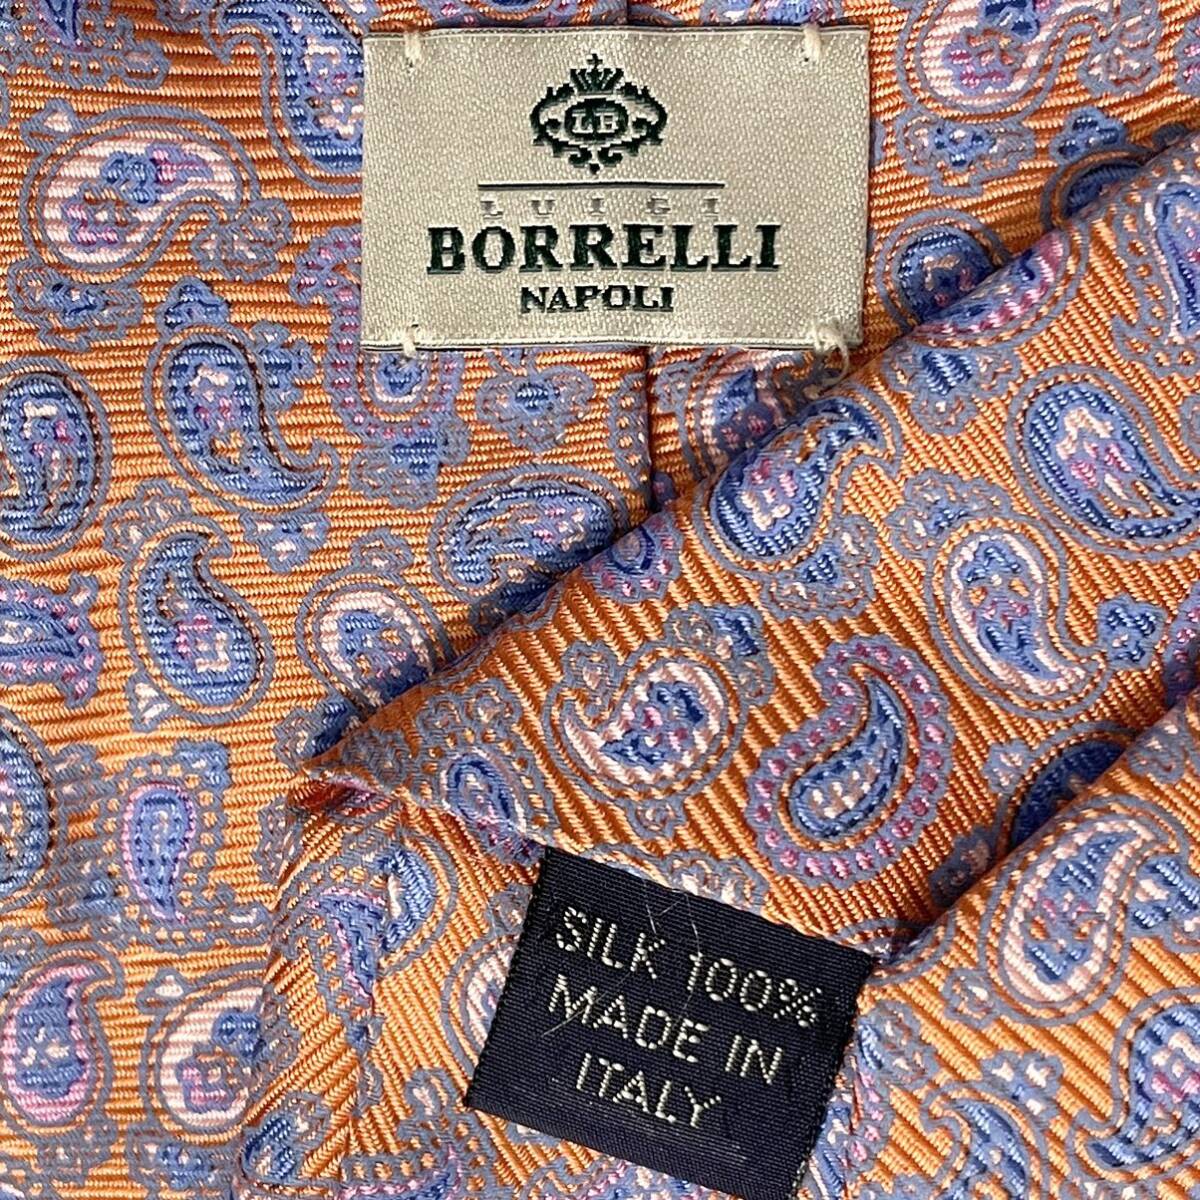 LB
LUIGI
BORRELLI
NAPOLI
SILK 100%
MADE IN
ITALY